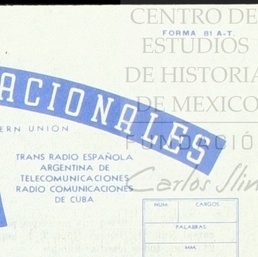 CENTRO DE
FORMA 81 A-T.
ESTUDIOS
DE HISTORIA
DE MEXICO
ACIONALES
ERN UNION
FUNDACIÓ
TRANS RADIO ESPAÑOLA
ARGENTINA DE
TELECOMUNICACIONES
RADIO COMUNICACIONES
DE CUBA
Carlos Slim
NUM. CARGOS:
PALABRAS